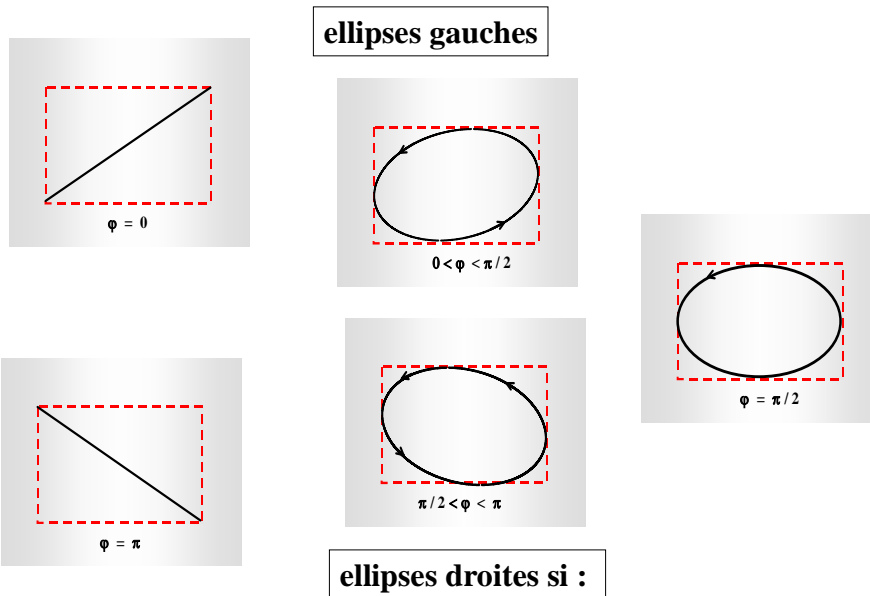 ellipses gauches
φ = 0
0 < φ < π / 2
φ = π / 2
φ = π
π / 2 < φ < π
ellipses droites si :